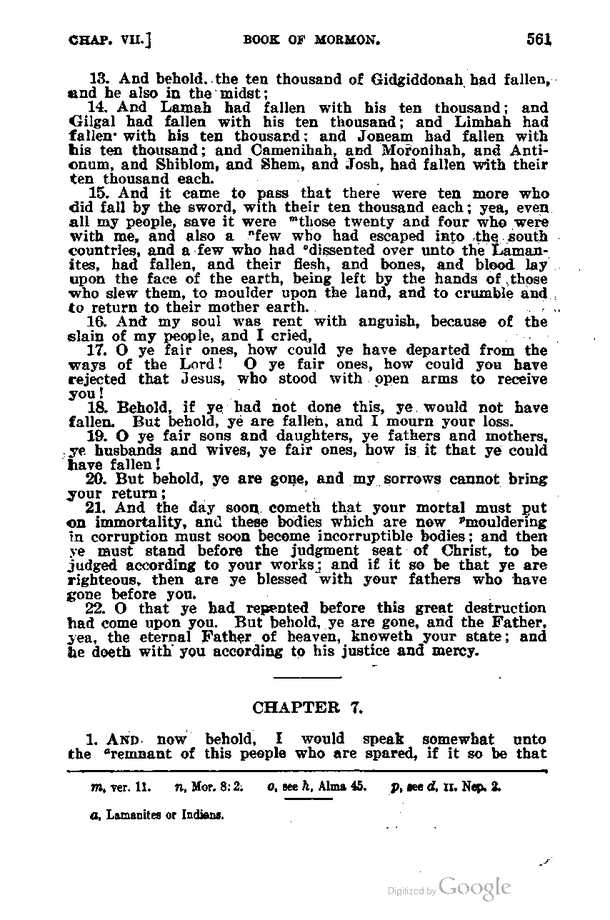 CHAP. VII.] BOOK OF MORMON. 561
13. And behold, the ten thousand of Gidgiddonah had fallen,
and he also in the midst;
14. And Lamah had fallen with his ten thousand; and
Gilgal had fallen with his ten thousand; and Limhah had
fallen with his ten thousand; and Joneam had fallen with
his ten thousand; and Camenihah, and Moronihah, and Anti-
onum, and Shiblom, and Shem, and Josh, had fallen with their
ten thousand each.
15. And it came to pass that there were ten more who
did fall by the sword, with their ten thousand each; yea, even
all my people, save it were ᵐthose twenty and four who were
with me, and also a ⁿfew who had escaped into the south
countries, and a few who had ᵒdissented over unto the Laman-
ites, had fallen, and their flesh, and bones, and blood lay
upon the face of the earth, being left by the hands of those
who slew them, to moulder upon the land, and to crumble and
to return to their mother earth.
16. And my soul was rent with anguish, because of the
slain of my people, and I cried,
17. O ye fair ones, how could ye have departed from the
ways of the Lord! O ye fair ones, how could you have
rejected that Jesus, who stood with open arms to receive
you!
18. Behold, if ye had not done this, ye would not have
fallen. But behold, ye are fallen, and I mourn your loss.
19. O ye fair sons and daughters, ye fathers and mothers,
ye husbands and wives, ye fair ones, how is it that ye could
have fallen!
20. But behold, ye are gone, and my sorrows cannot bring
your return;
21. And the day soon cometh that your mortal must put
on immortality, and these bodies which are now ᵖmouldering
in corruption must soon become incorruptible bodies; and then
ye must stand before the judgment seat of Christ, to be
judged according to your works; and if it so be that ye are
righteous, then are ye blessed with your fathers who have
gone before you.
22. O that ye had repented before this great destruction
had come upon you. But behold, ye are gone, and the Father,
yea, the eternal Father of heaven, knoweth your state; and
he doeth with you according to his justice and mercy.
CHAPTER 7.
1. AND now behold, I would speak somewhat unto
the ᵃremnant of this people who are spared, if it so be that
m, ver. 11. n, Mor. 8:2. o, see h, Alma 45. p, see d, II. Nep. 2.
a, Lamanites or Indians.
Digitized by Google